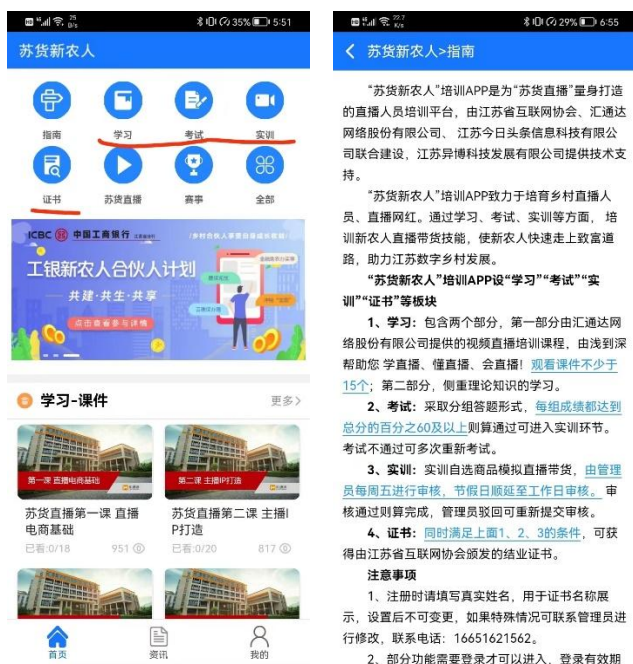 35% 5:51
苏货新农人
指南
学习
考试
实训
证书
苏货直播
赛事
全部
ICBC 中国工商银行
工银新农人合伙人计划
共建·共生·共享
点击查看参与详情
学习-课件
更多>
第一课 直播电商基础
第二课 主播IP打造
苏货直播第一课 直播
电商基础
已看:0/18 951
苏货直播第二课 主播I
P打造
已看:0/20 817
首页
资讯
我的
29% 6:55
苏货新农人>指南
“苏货新农人”培训APP是为“苏货直播”量身打造
的直播人员培训平台，由江苏省互联网协会、汇通达
网络股份有限公司、江苏今日头条信息科技有限公
司联合建设，江苏异博科技发展有限公司提供技术支
持。
“苏货新农人”培训APP致力于培育乡村直播人
员、直播网红。通过学习、考试、实训等方面， 培
训新农人直播带货技能，使新农人快速走上致富道
路，助力江苏数字乡村发展。
“苏货新农人”培训APP设“学习”“考试”“实
训”“证书”等板块
1、学习：包含两个部分，第一部分由汇通达网
络股份有限公司提供的视频直播培训课程，由浅到深
帮助您 学直播、懂直播、会直播！观看课件不少于
15个；第二部分，侧重理论知识的学习。
2、考试：采取分组答题形式，每组成绩都达到
总分的百分之60及以上则算通过可进入实训环节。
考试不通过可多次重新考试。
3、实训：实训自选商品模拟直播带货，由管理
员每周五进行审核，节假日顺延至工作日审核。 审
核通过则算完成，管理员驳回可重新提交审核。
4、证书：同时满足上面1、2、3的条件，可获
得由江苏省互联网协会颁发的结业证书。
注意事项
1、注册时请填写真实姓名，用于证书名称展
示，设置后不可变更，如果特殊情况可联系管理员进
行修改，联系电话：16651621562。
2、部分功能需要登录才可以进入，登录有效期